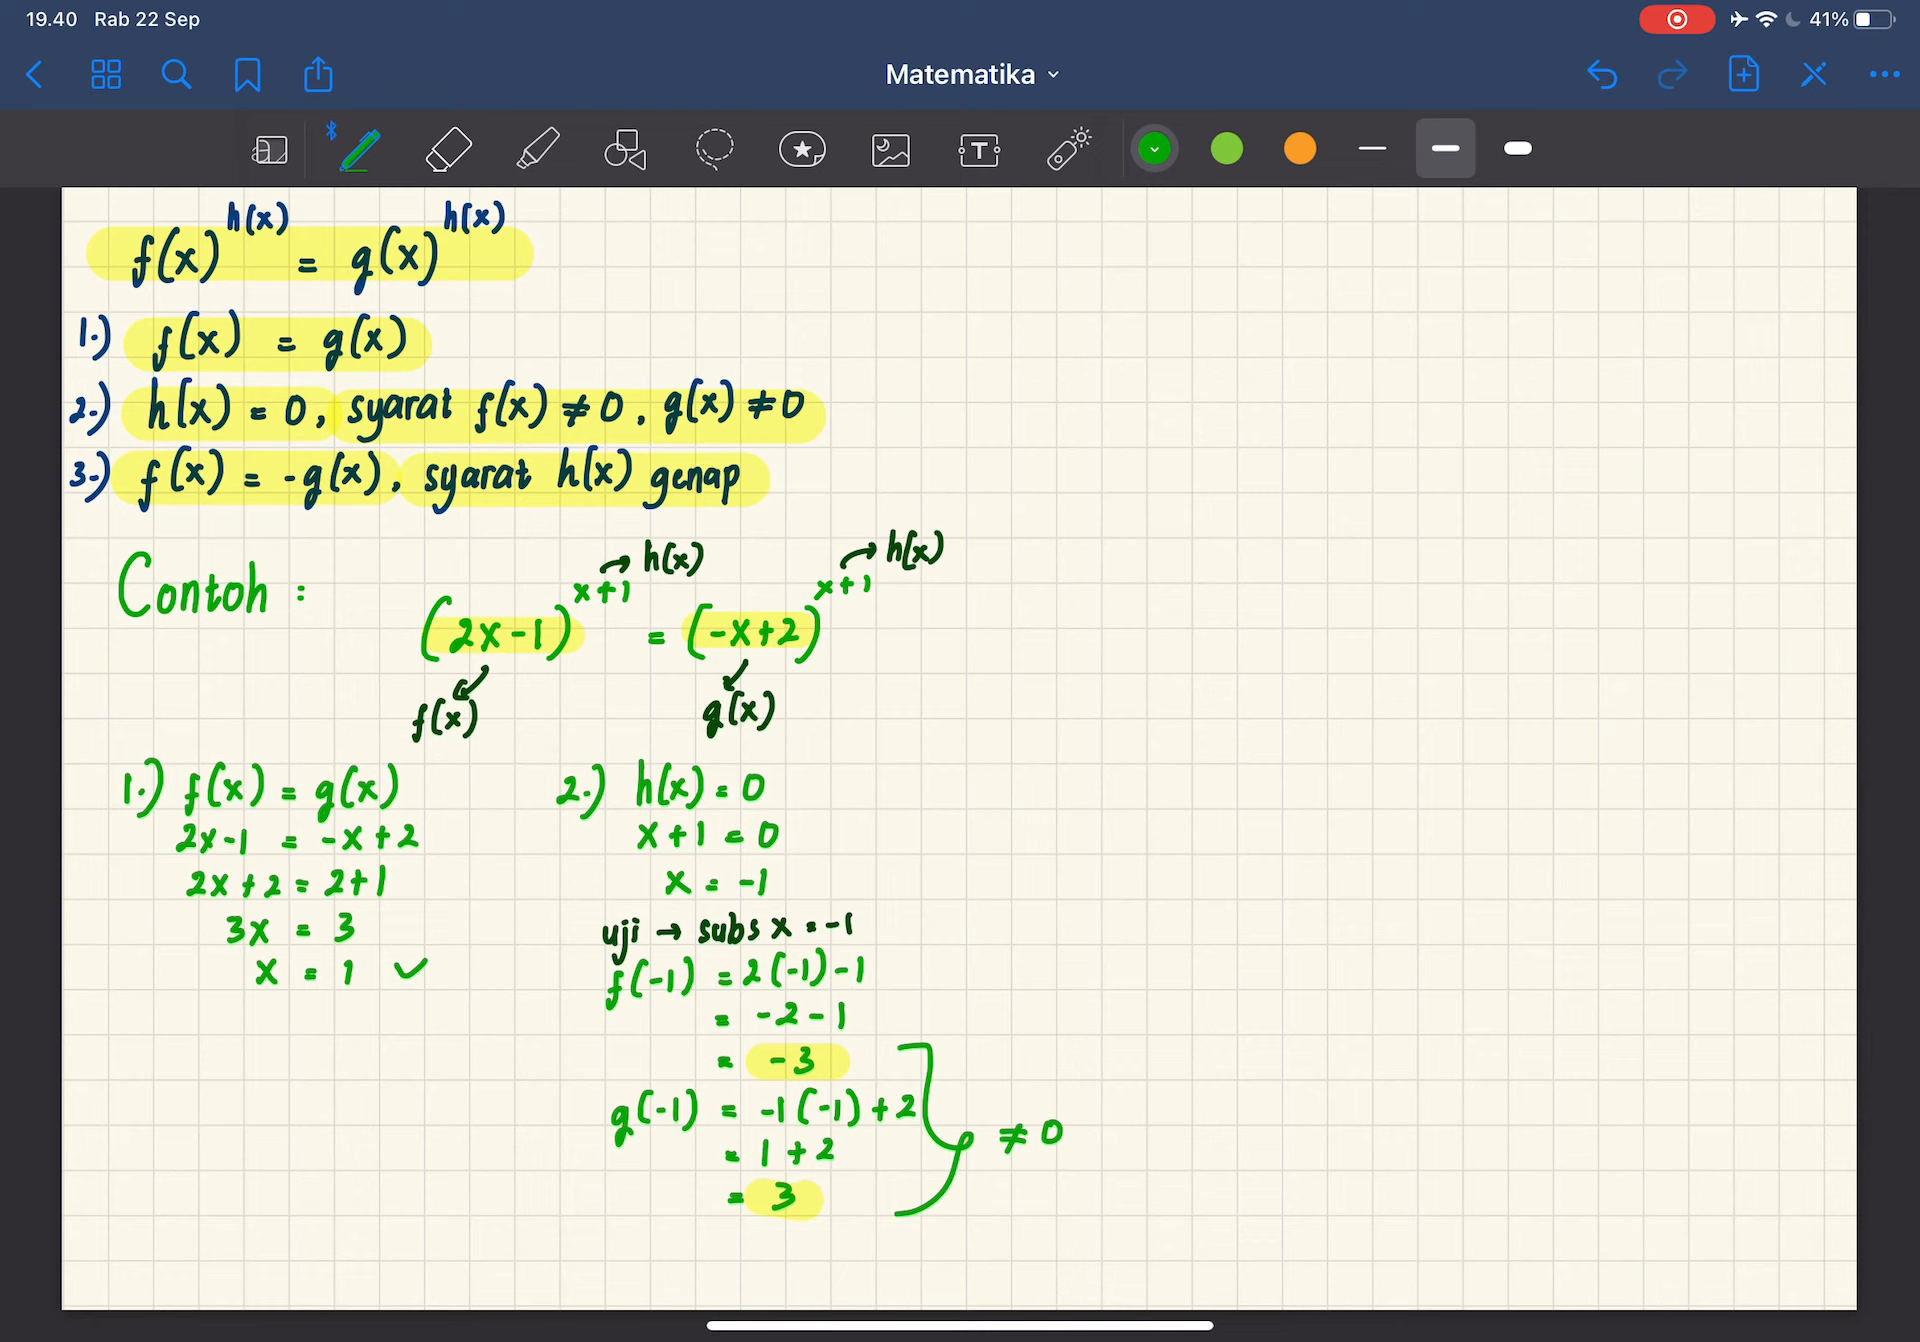 19.40 Rab 22 Sep 41%
Matematika
f(x)^h(x) = g(x)^h(x)
1.) f(x) = g(x)
2.) h(x) = 0, syarat f(x) ≠ 0, g(x) ≠ 0
3.) f(x) = -g(x), syarat h(x) genap
Contoh :
(2x-1)^x+1 = (-x+2)^x+1
→ h(x) → h(x)
f(x) g(x)
1.) f(x) = g(x)
2x-1 = -x+2
2x+2 = 2+1
3x = 3
x = 1 ✓
2.) h(x) = 0
x+1 = 0
x = -1
uji → subs x = -1
f(-1) = 2(-1)-1
= -2-1
= -3
g(-1) = -1(-1)+2
= 1+2
= 3
≠ 0